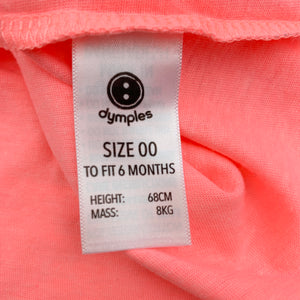 dymples
SIZE 00
TO FIT 6 MONTHS
HEIGHT: 68CM
MASS: 8KG